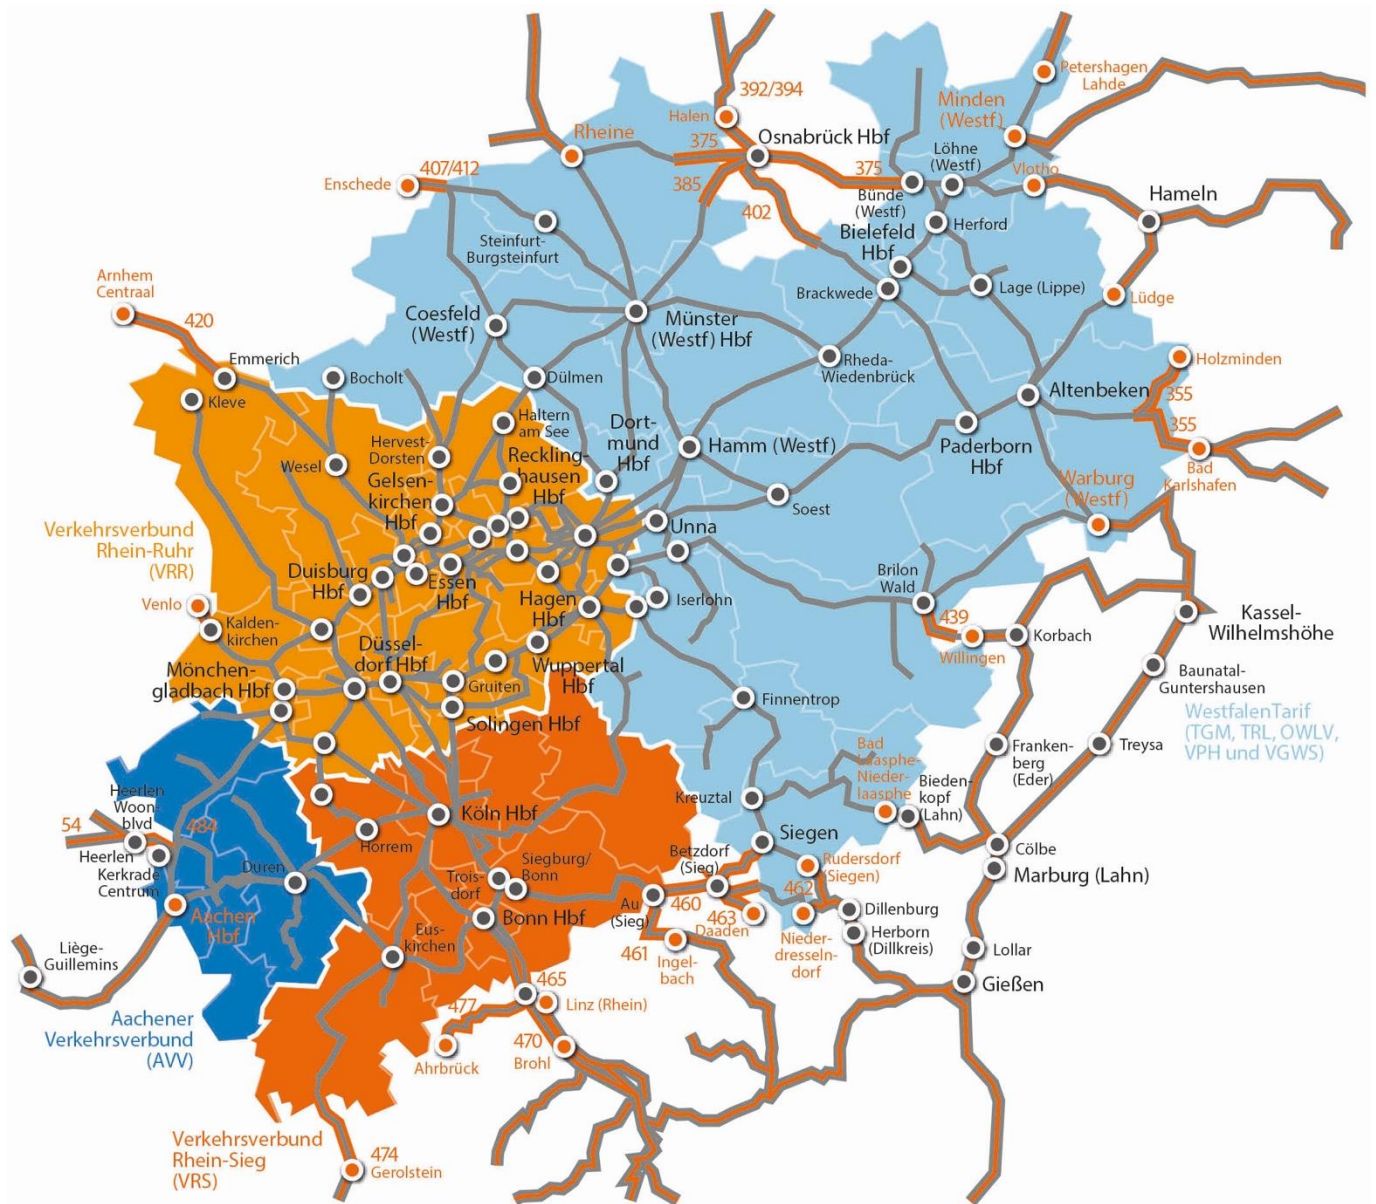 392/394
Petershagen
Lahde
Minden
(Westf)
Halen
Rheine
375
Osnabrück Hbf
Löhne
(Westf)
407/412
Enschede
385
375
Vlotho
Bünde
(Westf)
402
Hameln
Herford
Bielefeld
Hbf
Steinfurt-
Burgsteinfurt
Arnhem
Centraal
Brackwede
Lage (Lippe)
Lüdge
420
Coesfeld
(Westf)
Münster
(Westf) Hbf
Emmerich
Rheda-
Wiedenbrück
Holzminden
Bocholt
Dülmen
Kleve
Altenbeken
355
355
Haltern
am See
Dort-
mund
Hbf
Hervest-
Dorsten
Hamm (Westf)
Paderborn
Hbf
Bad
Karlshafen
Wesel
Reckling-
hausen
Hbf
Gelsen-
kirchen
Hbf
Warburg
(Westf)
Soest
Verkehrsverbund
Rhein-Ruhr
(VRR)
Unna
Duisburg
Hbf
Essen
Hbf
Brilon
Wald
Venlo
Hagen
Hbf
Iserlohn
439
Kassel-
Wilhelmshöhe
Kalden-
kirchen
Korbach
Willingen
Düssel-
dorf Hbf
Wuppertal
Hbf
Mönchen-
gladbach Hbf
Gruiten
Baunatal-
Guntershausen
Finnentrop
Solingen Hbf
WestfalenTarif
(TGM, TRL, OWLV,
VPH und VGWS)
Bad
Laasphe-
Nieder-
laasphe
Franken-
berg
(Eder)
Treysa
Heerlen
Woon-
blvd
Kreuztal
Bieden-
kopf
(Lahn)
54
484
Köln Hbf
Siegen
Horrem
Cölbe
Heerlen
Kerkrade
Centrum
Betzdorf
(Sieg)
Siegburg/
Bonn
Rudersdorf
(Siegen)
Düren
Trois-
dorf
Marburg (Lahn)
462
Aachen
Hbf
Au
(Sieg)
460
463
Daaden
Dillenburg
Bonn Hbf
Eus-
kirchen
Herborn
(Dillkreis)
Nieder-
dresseln-
dorf
Liège-
Guillemins
461
Ingel-
bach
Lollar
Gießen
465
Linz (Rhein)
477
Aachener
Verkehrsverbund
(AVV)
470
Brohl
Ahrbrück
Verkehrsverbund
Rhein-Sieg
(VRS)
474
Gerolstein